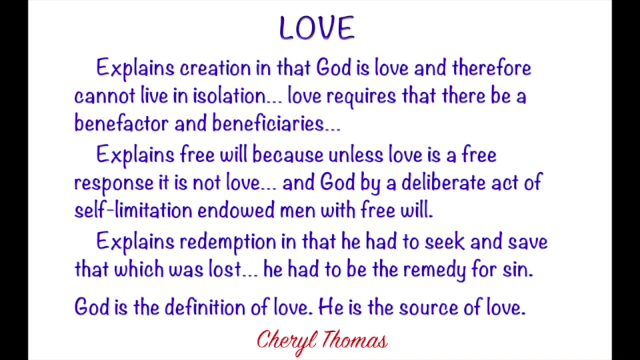 LOVE
Explains creation in that God is love and therefore
cannot live in isolation... love requires that there be a
benefactor and beneficiaries...
Explains free will because unless love is a free
response it is not love... and God by a deliberate act of
self-limitation endowed men with free will.
Explains redemption in that he had to seek and save
that which was lost... he had to be the remedy for sin.
God is the definition of love. He is the source of love.
Cheryl Thomas